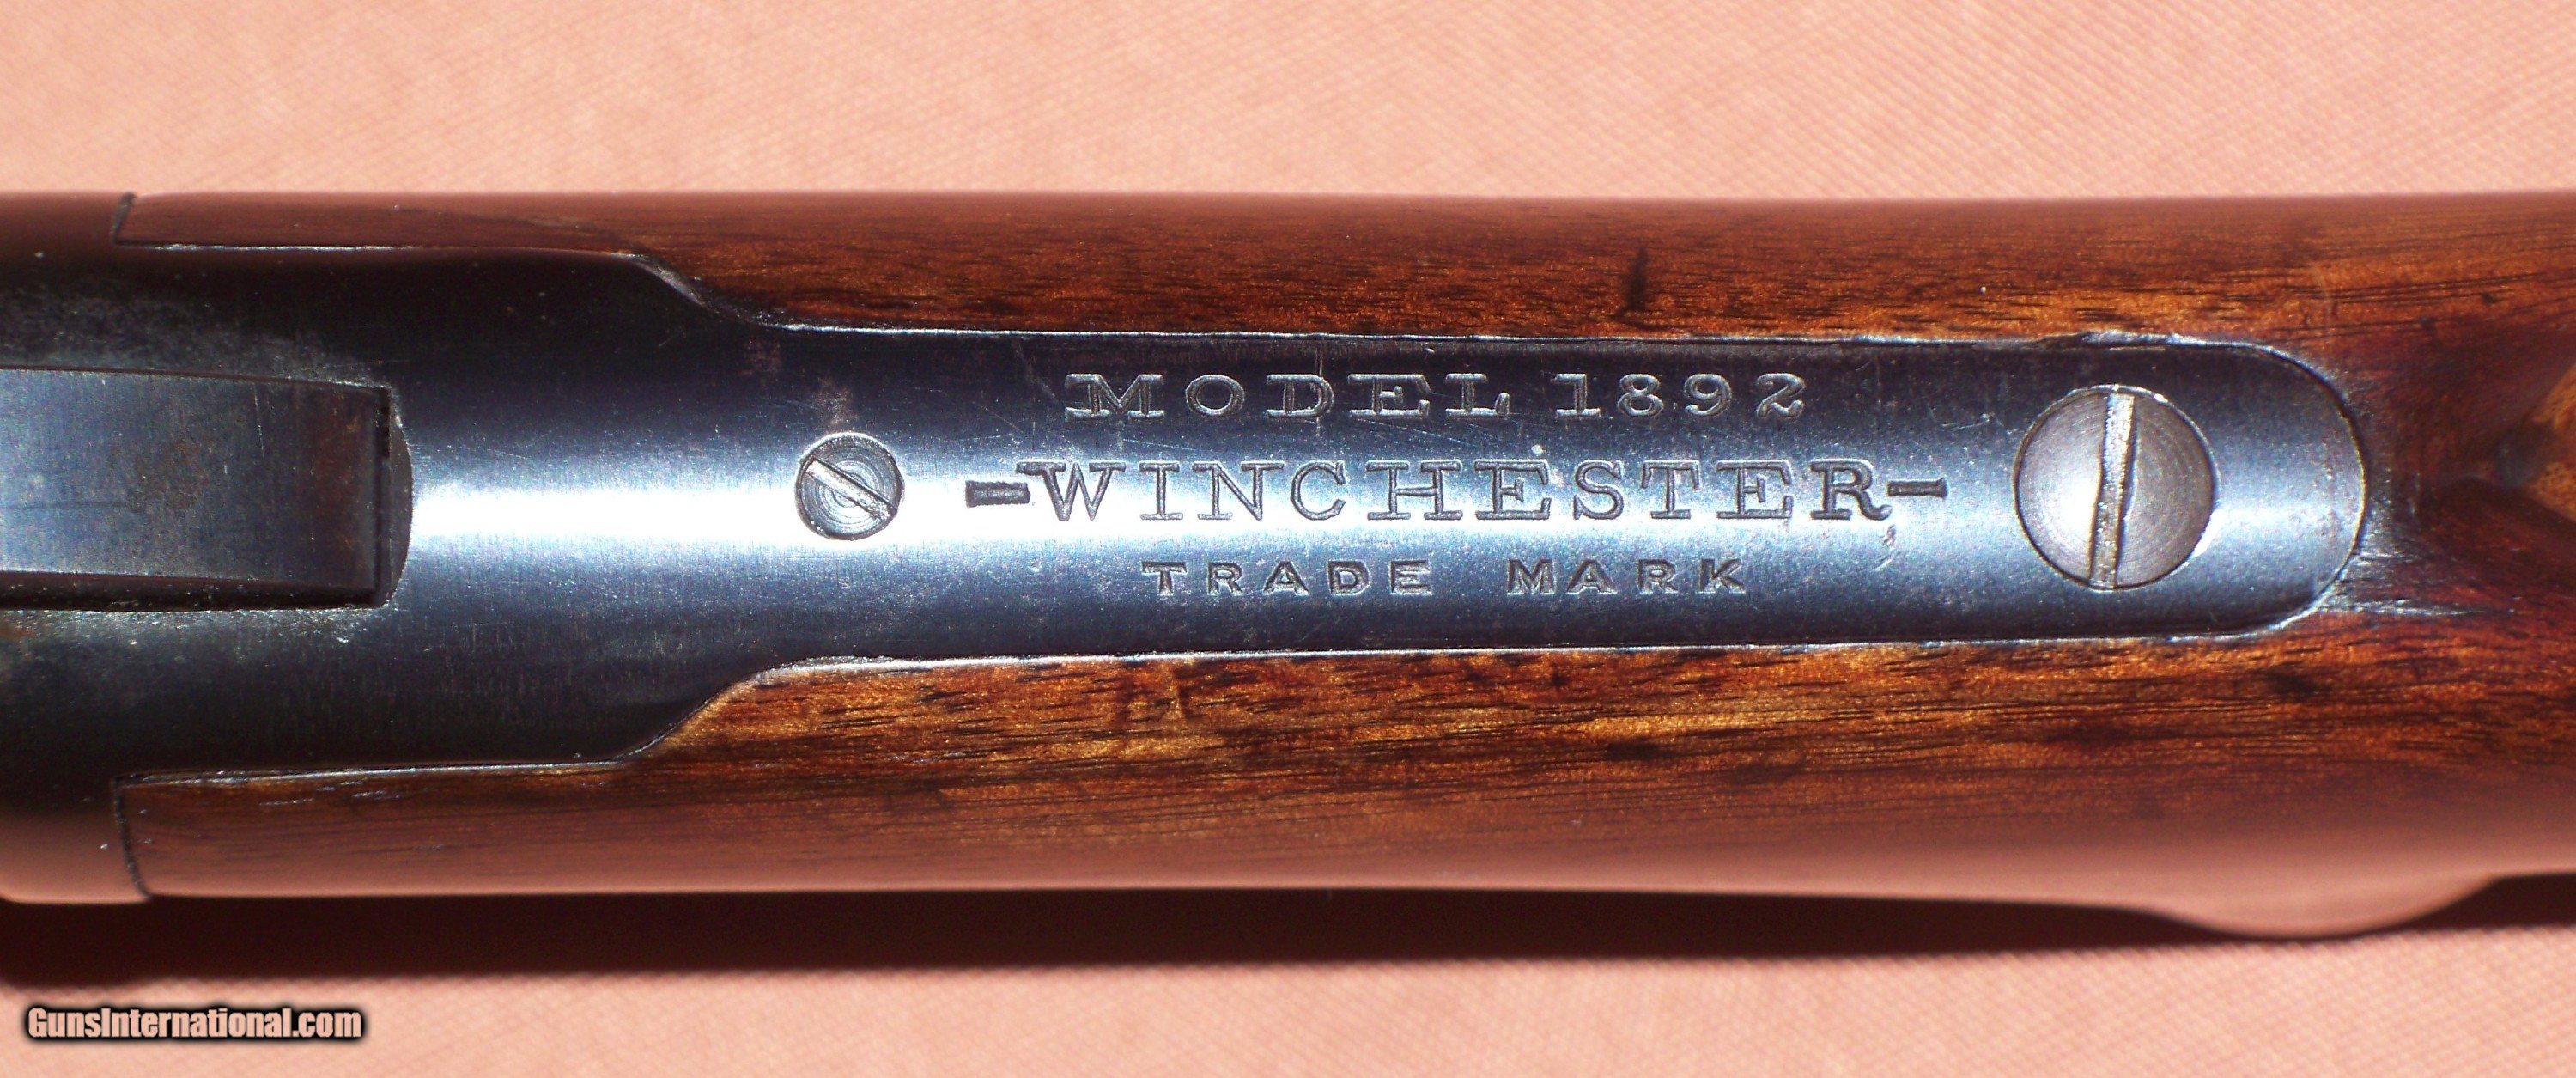 MODEL 1892
-WINCHESTER-
TRADE MARK
GunsInternational.com